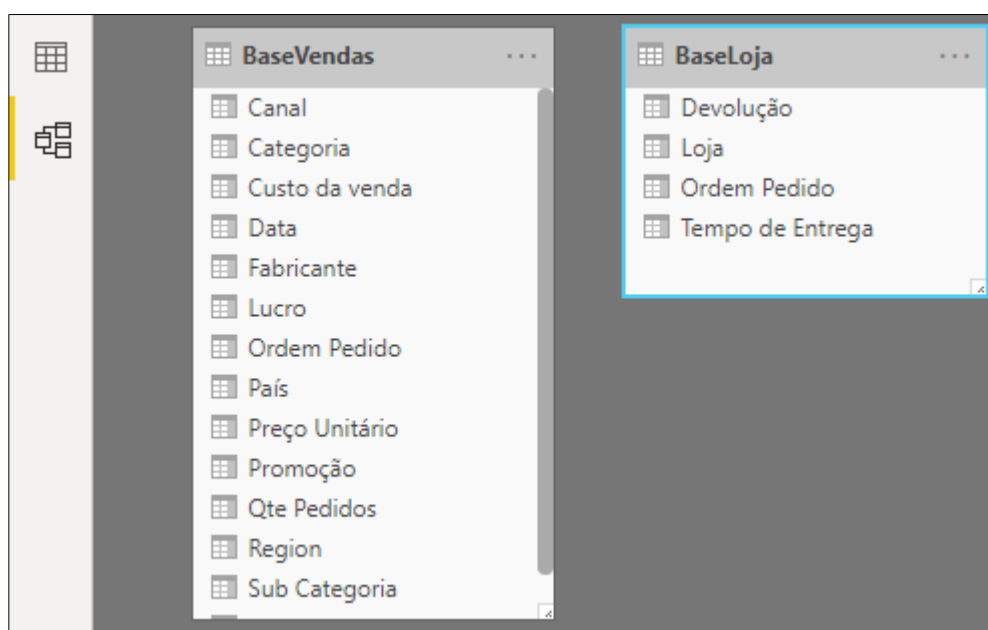 BaseVendas
Canal
Categoria
Custo da venda
Data
Fabricante
Lucro
Ordem Pedido
País
Preço Unitário
Promoção
Qte Pedidos
Region
Sub Categoria
BaseLoja
Devolução
Loja
Ordem Pedido
Tempo de Entrega